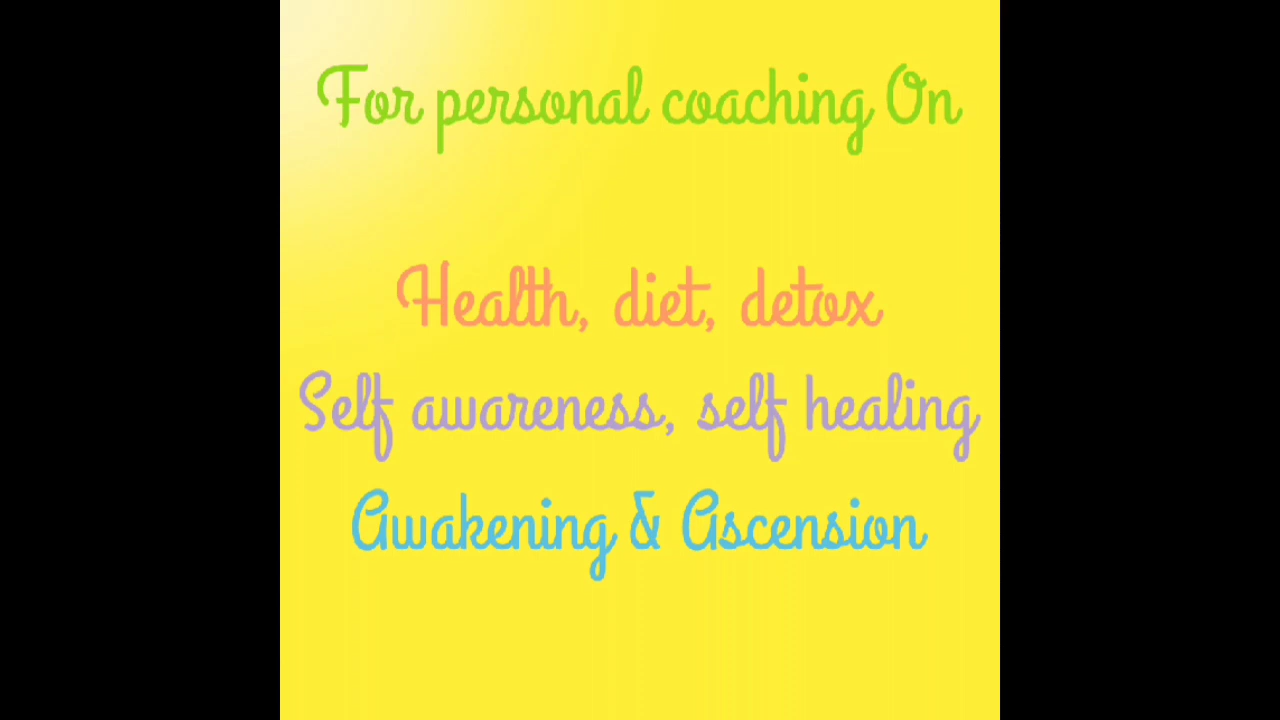 For personal coaching On
Health, diet, detox
Self awareness, self healing
Awakening & Ascension